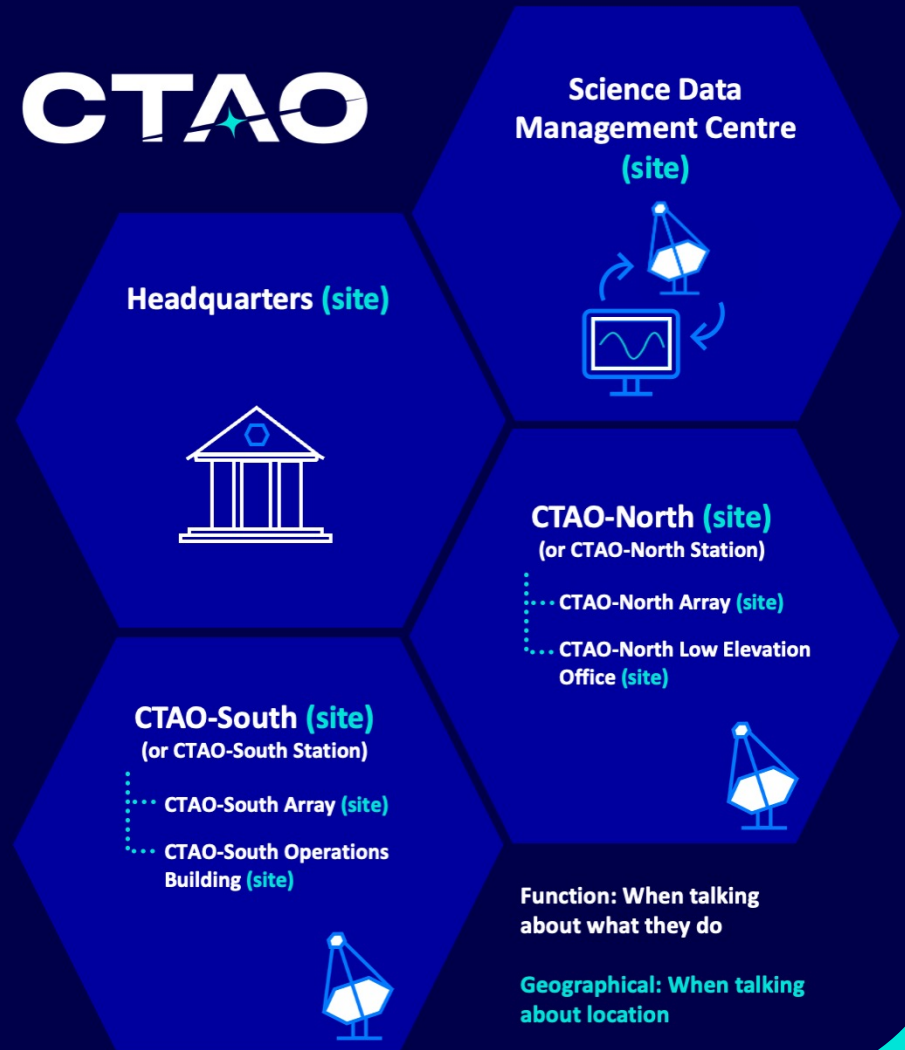 CTAO
Science Data
Management Centre
(site)
Headquarters (site)
CTAO-North (site)
(or CTAO-North Station)
CTAO-North Array (site)
CTAO-North Low Elevation
Office (site)
CTAO-South (site)
(or CTAO-South Station)
CTAO-South Array (site)
CTAO-South Operations
Building (site)
Function: When talking
about what they do
Geographical: When talking
about location